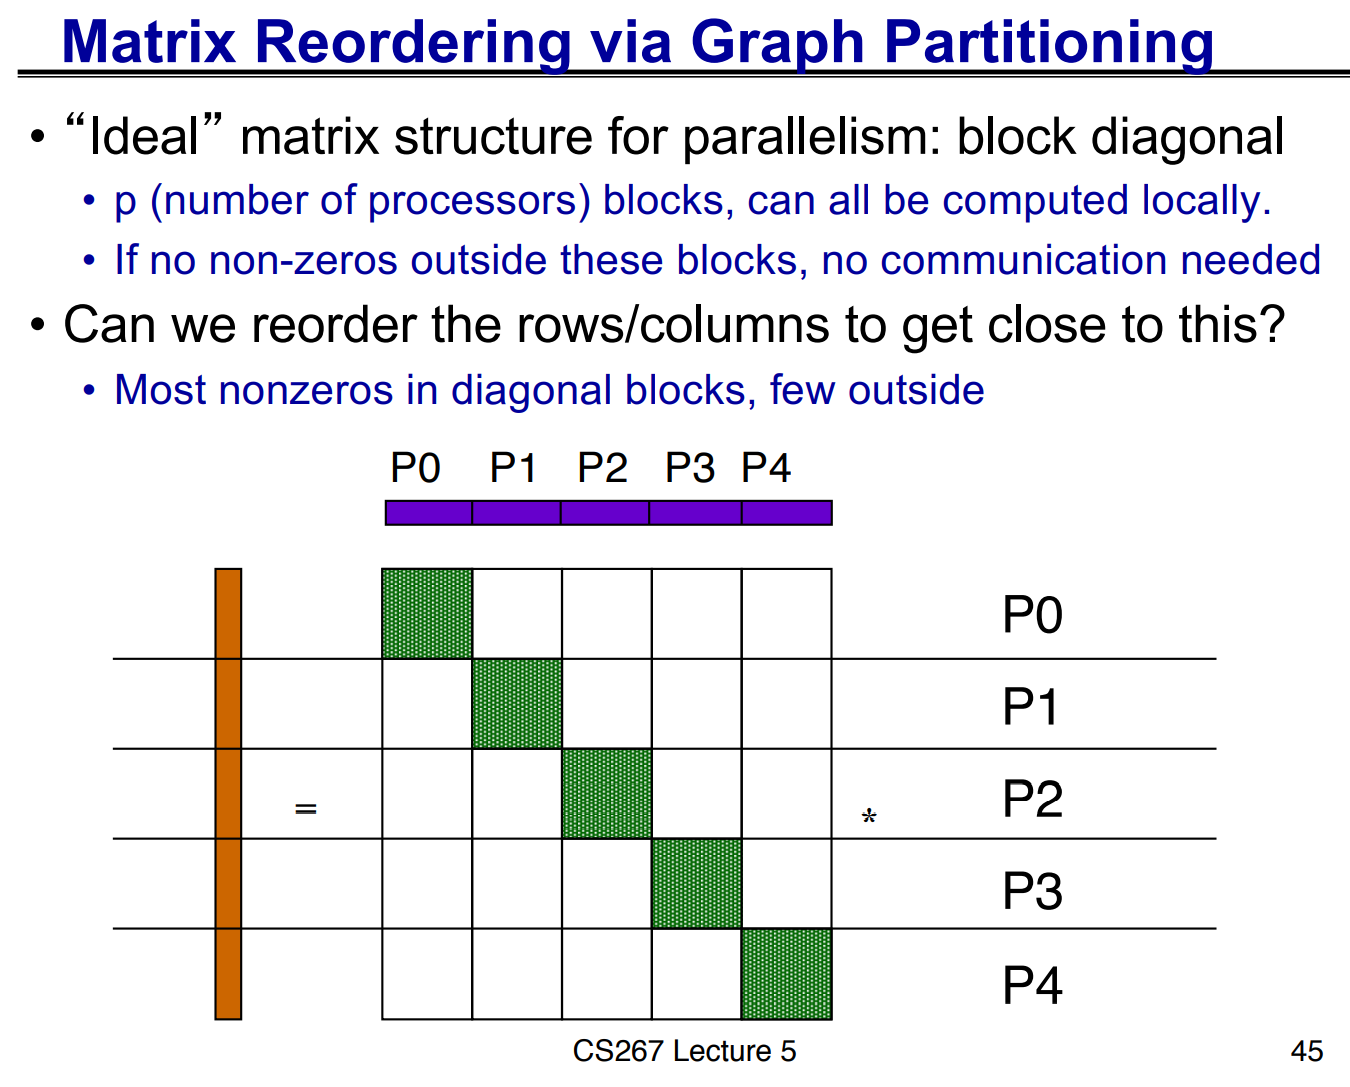 Matrix Reordering via Graph Partitioning
• “Ideal” matrix structure for parallelism: block diagonal
• p (number of processors) blocks, can all be computed locally.
• If no non-zeros outside these blocks, no communication needed
• Can we reorder the rows/columns to get close to this?
• Most nonzeros in diagonal blocks, few outside
P0 P1 P2 P3 P4
P0
P1
= * P2
P3
P4
CS267 Lecture 5 45